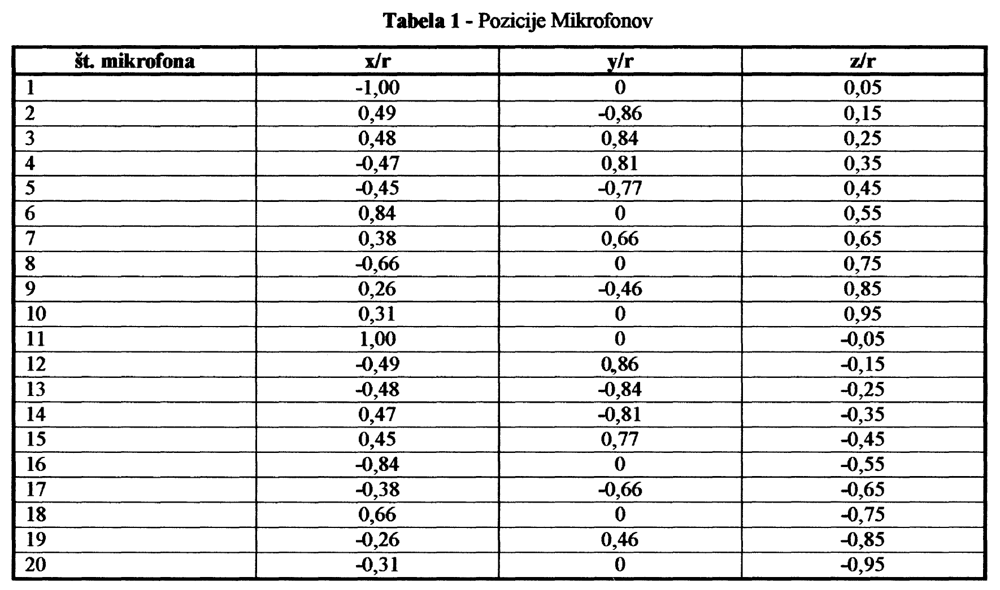 Tabela 1 - Pozicije Mikrofonov
št. mikrofona x/r y/r z/r
1 -1,00 0 0,05
2 0,49 -0,86 0,15
3 0,48 0,84 0,25
4 -0,47 0,81 0,35
5 -0,45 -0,77 0,45
6 0,84 0 0,55
7 0,38 0,66 0,65
8 -0,66 0 0,75
9 0,26 -0,46 0,85
10 0,31 0 0,95
11 1,00 0 -0,05
12 -0,49 0,86 -0,15
13 -0,48 -0,84 -0,25
14 0,47 -0,81 -0,35
15 0,45 0,77 -0,45
16 -0,84 0 -0,55
17 -0,38 -0,66 -0,65
18 0,66 0 -0,75
19 -0,26 0,46 -0,85
20 -0,31 0 -0,95